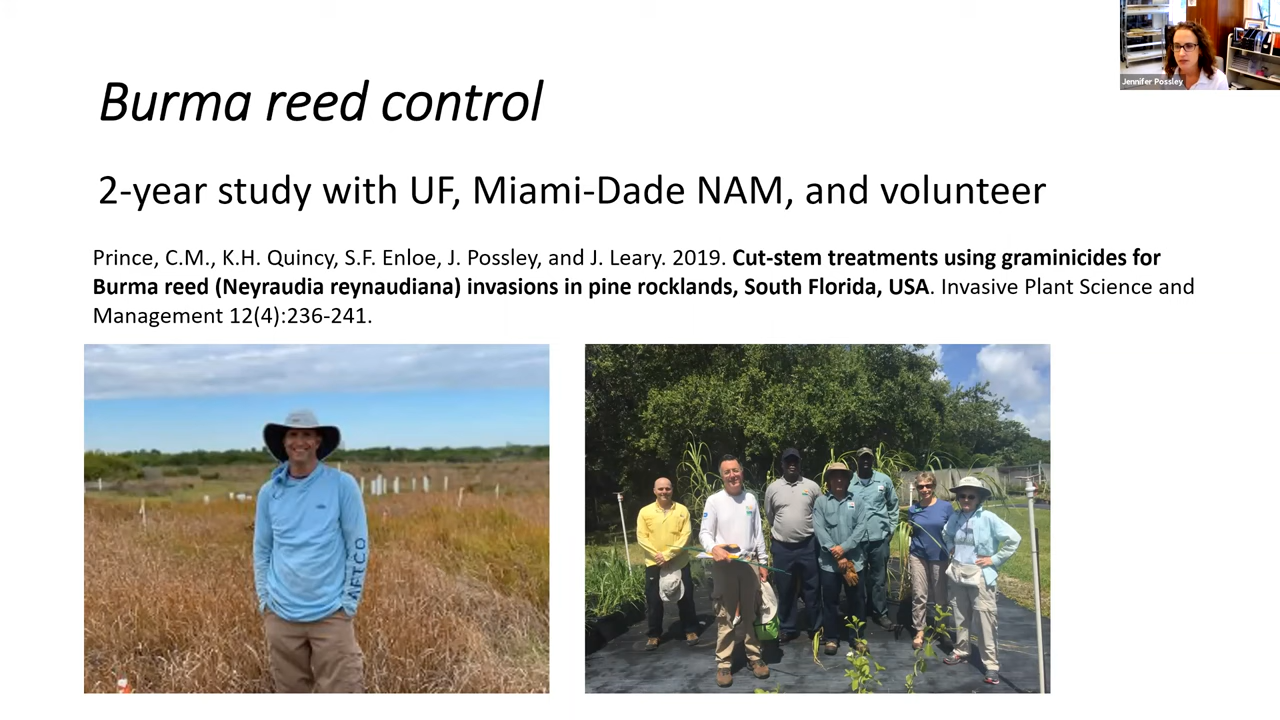 Jennifer Possley
Burma reed control
2-year study with UF, Miami-Dade NAM, and volunteer
Prince, C.M., K.H. Quincy, S.F. Enloe, J. Possley, and J. Leary. 2019. Cut-stem treatments using graminicides for
Burma reed (Neyraudia reynaudiana) invasions in pine rocklands, South Florida, USA. Invasive Plant Science and
Management 12(4):236-241.
AFTCO